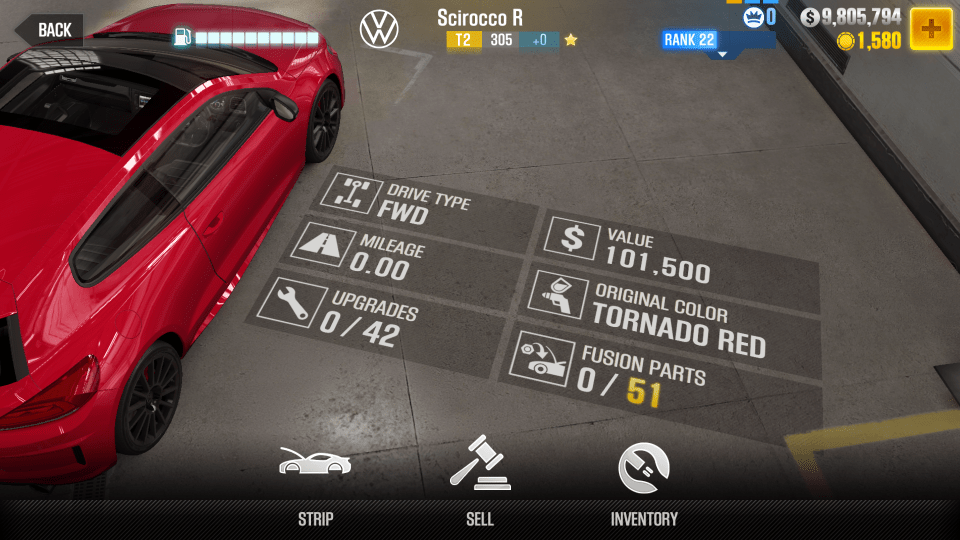 BACK
Scirocco R
T2 305 +0
RANK 22
0
9,805,794
1,580
DRIVE TYPE
FWD
MILEAGE
0.00
UPGRADES
0 / 42
VALUE
101,500
ORIGINAL COLOR
TORNADO RED
FUSION PARTS
0 / 51
STRIP
SELL
INVENTORY